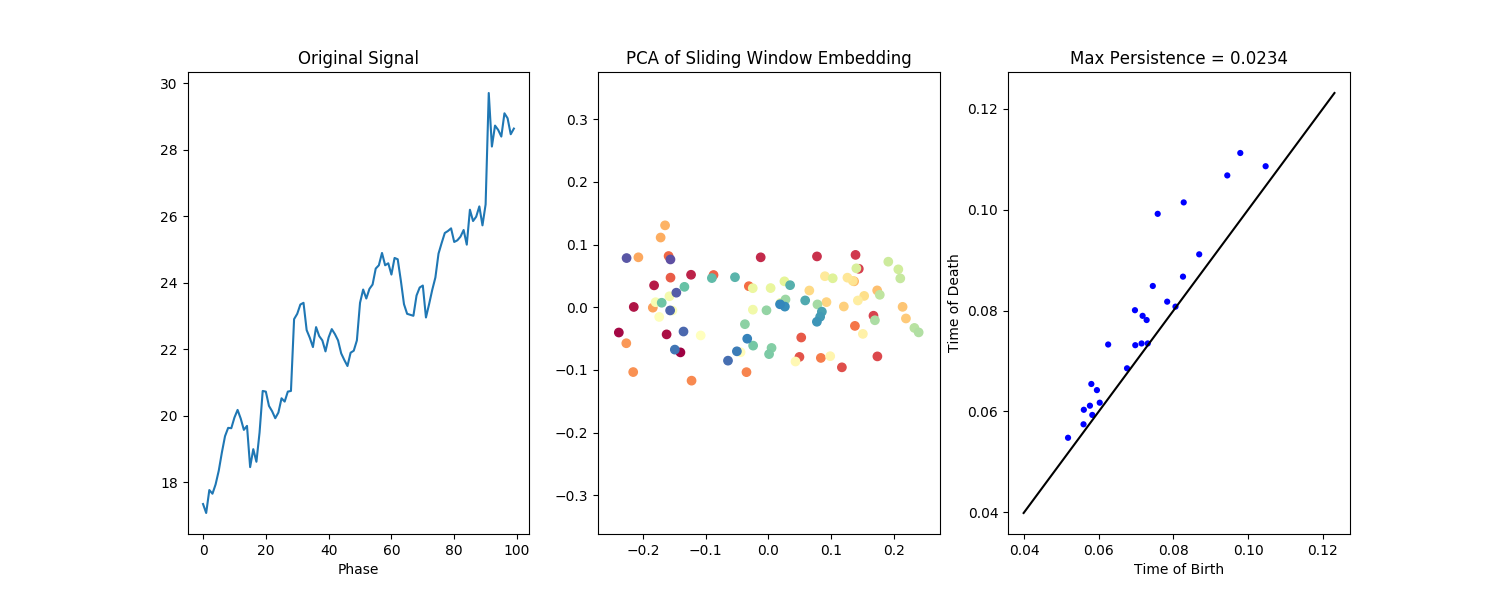 Original Signal
30
28
26
24
22
20
18
0 20 40 60 80 100
Phase
PCA of Sliding Window Embedding
0.3
0.2
0.1
0.0
−0.1
−0.2
−0.3
−0.2 −0.1 0.0 0.1 0.2
Max Persistence = 0.0234
Time of Death
0.12
0.10
0.08
0.06
0.04
0.04 0.06 0.08 0.10 0.12
Time of Birth